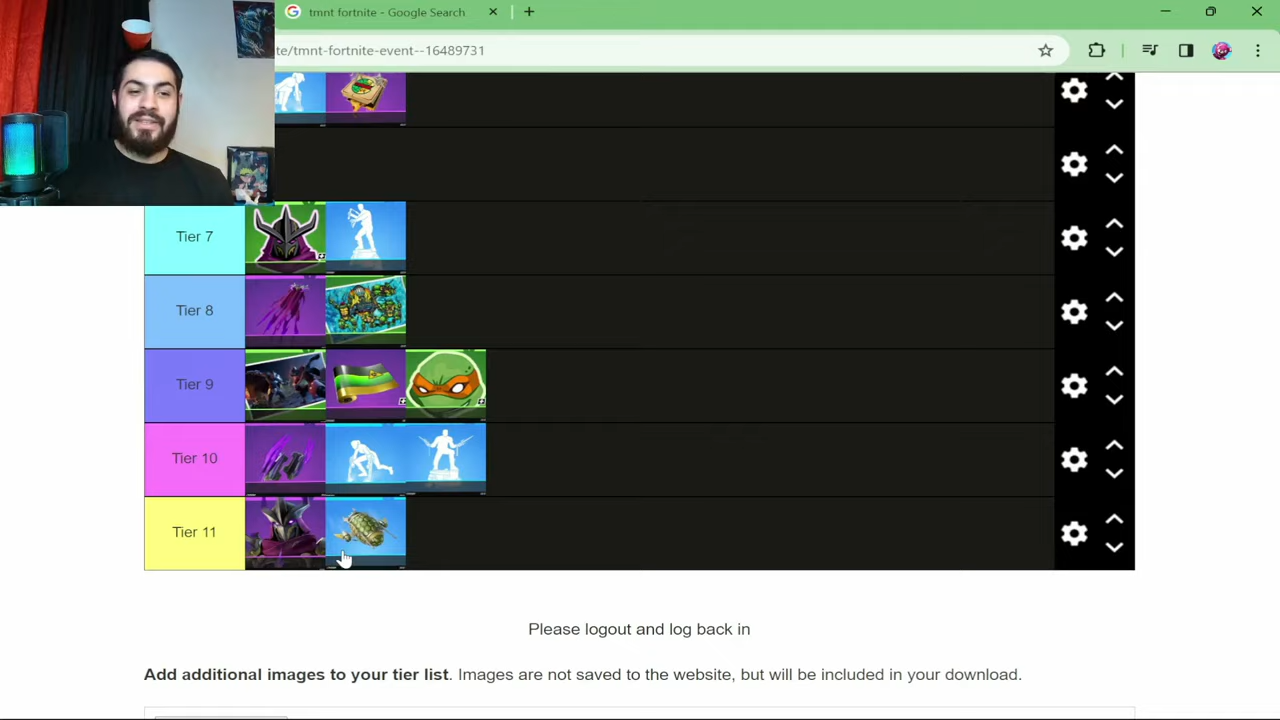 tmnt fortnite - Google Search
te/tmnt-fortnite-event--16489731
Tier 7
Tier 8
Tier 9
Tier 10
Tier 11
Please logout and log back in
Add additional images to your tier list. Images are not saved to the website, but will be included in your download.